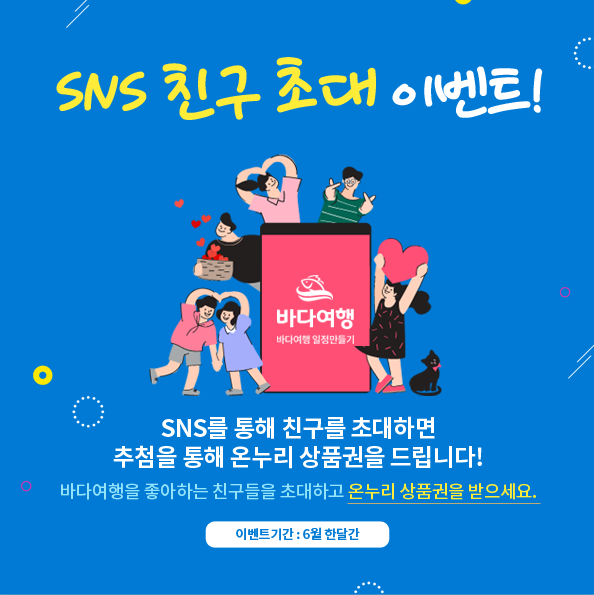 SNS 친구 초대 이벤트!
바다여행
바다여행 일정만들기
SNS를 통해 친구를 초대하면
추첨을 통해 온누리 상품권을 드립니다!
바다여행을 좋아하는 친구들을 초대하고 온누리 상품권을 받으세요.
이벤트기간 : 6월 한달간